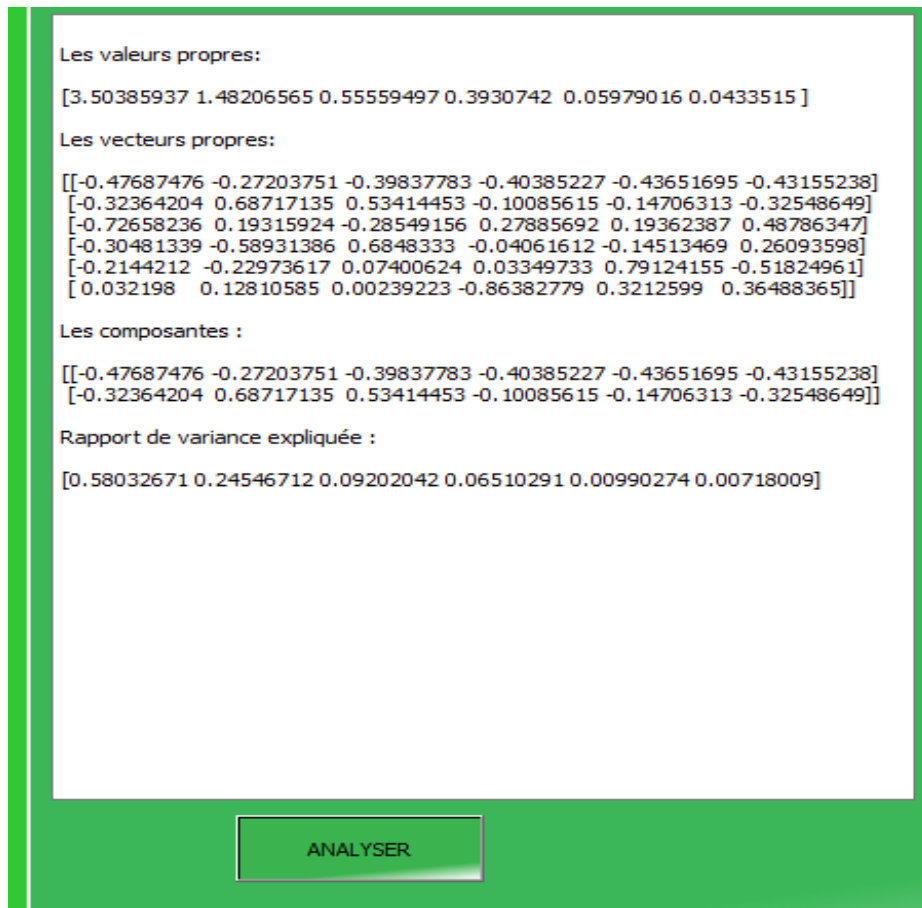 Les valeurs propres:
[3.50385937 1.48206565 0.55559497 0.3930742 0.05979016 0.0433515 ]
Les vecteurs propres:
[[-0.47687476 -0.27203751 -0.39837783 -0.40385227 -0.43651695 -0.43155238]
[-0.32364204 0.68717135 0.53414453 -0.10085615 -0.14706313 -0.32548649]
[-0.72658236 0.19315924 -0.28549156 0.27885692 0.19362387 0.48786347]
[-0.30481339 -0.58931386 0.6848333 -0.04061612 -0.14513469 0.26093598]
[-0.2144212 -0.22973617 0.07400624 0.03349733 0.79124155 -0.51824961]
[ 0.032198 0.12810585 0.00239223 -0.86382779 0.3212599 0.36488365]]
Les composantes :
[[-0.47687476 -0.27203751 -0.39837783 -0.40385227 -0.43651695 -0.43155238]
[-0.32364204 0.68717135 0.53414453 -0.10085615 -0.14706313 -0.32548649]]
Rapport de variance expliquée :
[0.58032671 0.24546712 0.09202042 0.06510291 0.00990274 0.00718009]
ANALYSER